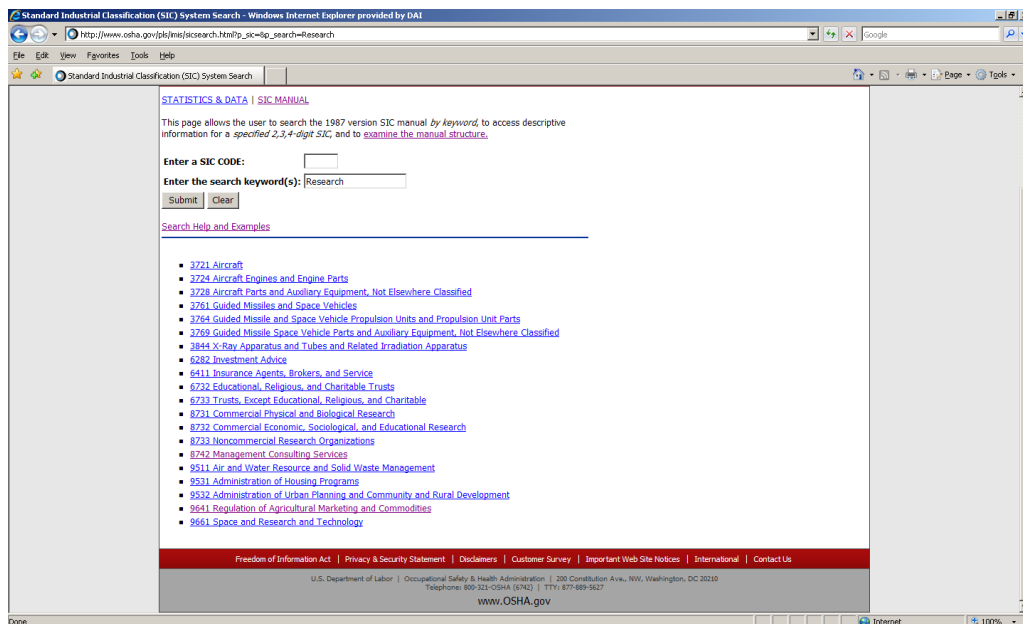 Standard Industrial Classification (SIC) System Search - Windows Internet Explorer provided by DAI
http://www.osha.gov/pls/imis/sicsearch.html?p_sic=&p_search=Research
Google
File Edit View Favorites Tools Help
Standard Industrial Classification (SIC) System Search
Page Tools
STATISTICS & DATA | SIC MANUAL
This page allows the user to search the 1987 version SIC manual by keyword, to access descriptive
information for a specified 2,3,4-digit SIC, and to examine the manual structure.
Enter a SIC CODE:
Enter the search keyword(s): Research
Submit Clear
Search Help and Examples
3721 Aircraft
3724 Aircraft Engines and Engine Parts
3728 Aircraft Parts and Auxiliary Equipment, Not Elsewhere Classified
3761 Guided Missiles and Space Vehicles
3764 Guided Missile and Space Vehicle Propulsion Units and Propulsion Unit Parts
3769 Guided Missile Space Vehicle Parts and Auxiliary Equipment, Not Elsewhere Classified
3844 X-Ray Apparatus and Tubes and Related Irradiation Apparatus
6282 Investment Advice
6411 Insurance Agents, Brokers, and Service
6732 Educational, Religious, and Charitable Trusts
6733 Trusts, Except Educational, Religious, and Charitable
8731 Commercial Physical and Biological Research
8732 Commercial Economic, Sociological, and Educational Research
8733 Noncommercial Research Organizations
8742 Management Consulting Services
9511 Air and Water Resource and Solid Waste Management
9531 Administration of Housing Programs
9532 Administration of Urban Planning and Community and Rural Development
9641 Regulation of Agricultural Marketing and Commodities
9661 Space and Research and Technology
Freedom of Information Act | Privacy & Security Statement | Disclaimers | Customer Survey | Important Web Site Notices | International | Contact Us
U.S. Department of Labor | Occupational Safety & Health Administration | 200 Constitution Ave., NW, Washington, DC 20210
Telephone: 800-321-OSHA (6742) | TTY: 877-889-5627
www.OSHA.gov
Done Internet 100%